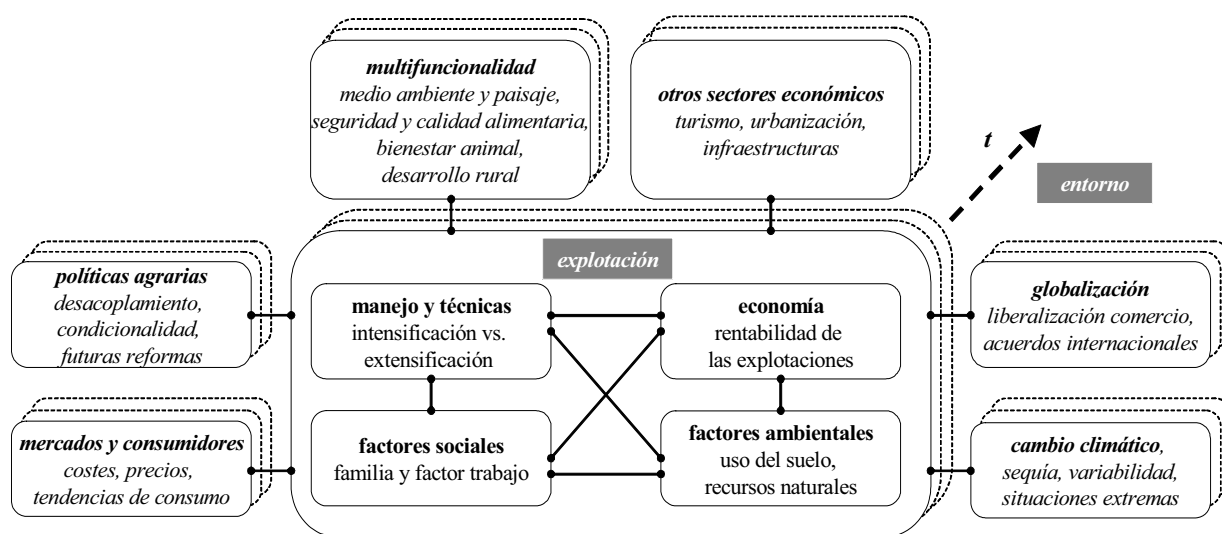 multifuncionalidad
medio ambiente y paisaje,
seguridad y calidad alimentaria,
bienestar animal,
desarrollo rural
otros sectores económicos
turismo, urbanización,
infraestructuras
t
entorno
explotación
políticas agrarias
desacoplamiento,
condicionalidad,
futuras reformas
manejo y técnicas
intensificación vs.
extensificación
economía
rentabilidad de
las explotaciones
globalización
liberalización comercio,
acuerdos internacionales
mercados y consumidores
costes, precios,
tendencias de consumo
factores sociales
familia y factor trabajo
factores ambientales
uso del suelo,
recursos naturales
cambio climático,
sequía, variabilidad,
situaciones extremas